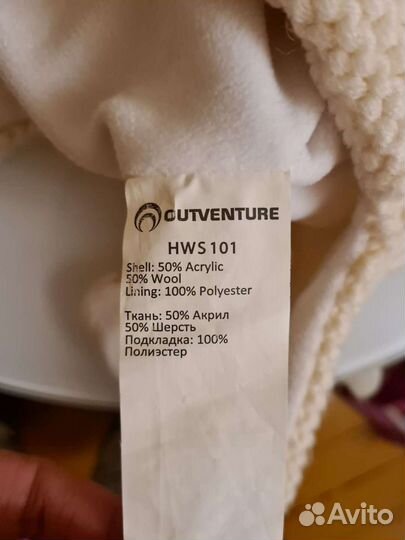 OUTVENTURE
HWS 101
Shell: 50% Acrylic
50% Wool
Lining: 100% Polyester
Ткань: 50% Акрил
50% Шерсть
Подкладка: 100%
Полиэстер
Avito